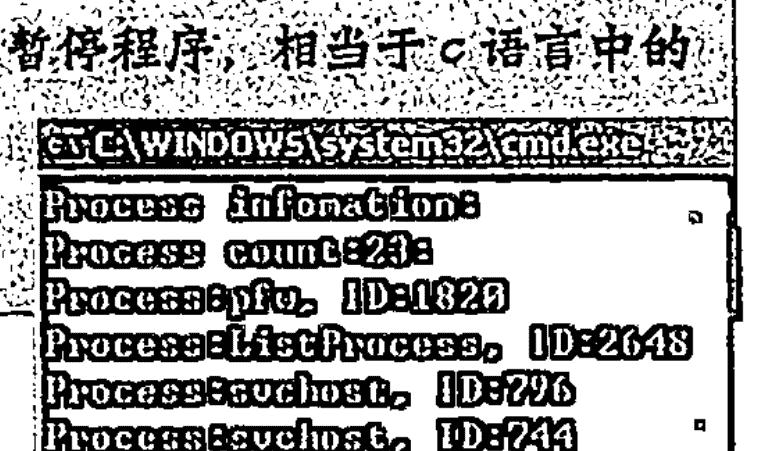 暂停程序，相当于c语言中的
C:\WINDOWS\system32\cmd.exe
Process infomation:
Process count:23:
Process:pfw, ID:1820
Process:ListProcess, ID:2648
Process:svchost, ID:796
Process:svchost, ID:744